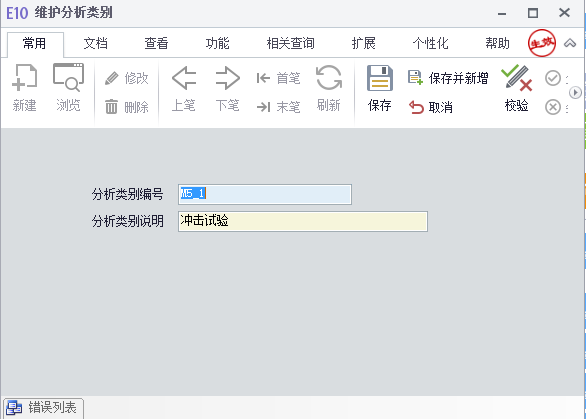 E10 维护分析类别
常用 文档 查看 功能 相关查询 扩展 个性化 帮助 生效
新建 浏览 修改 删除 上笔 下笔 首笔 末笔 刷新 保存 保存并新增 取消 校验
分析类别编号 M5_1
分析类别说明 冲击试验
错误列表